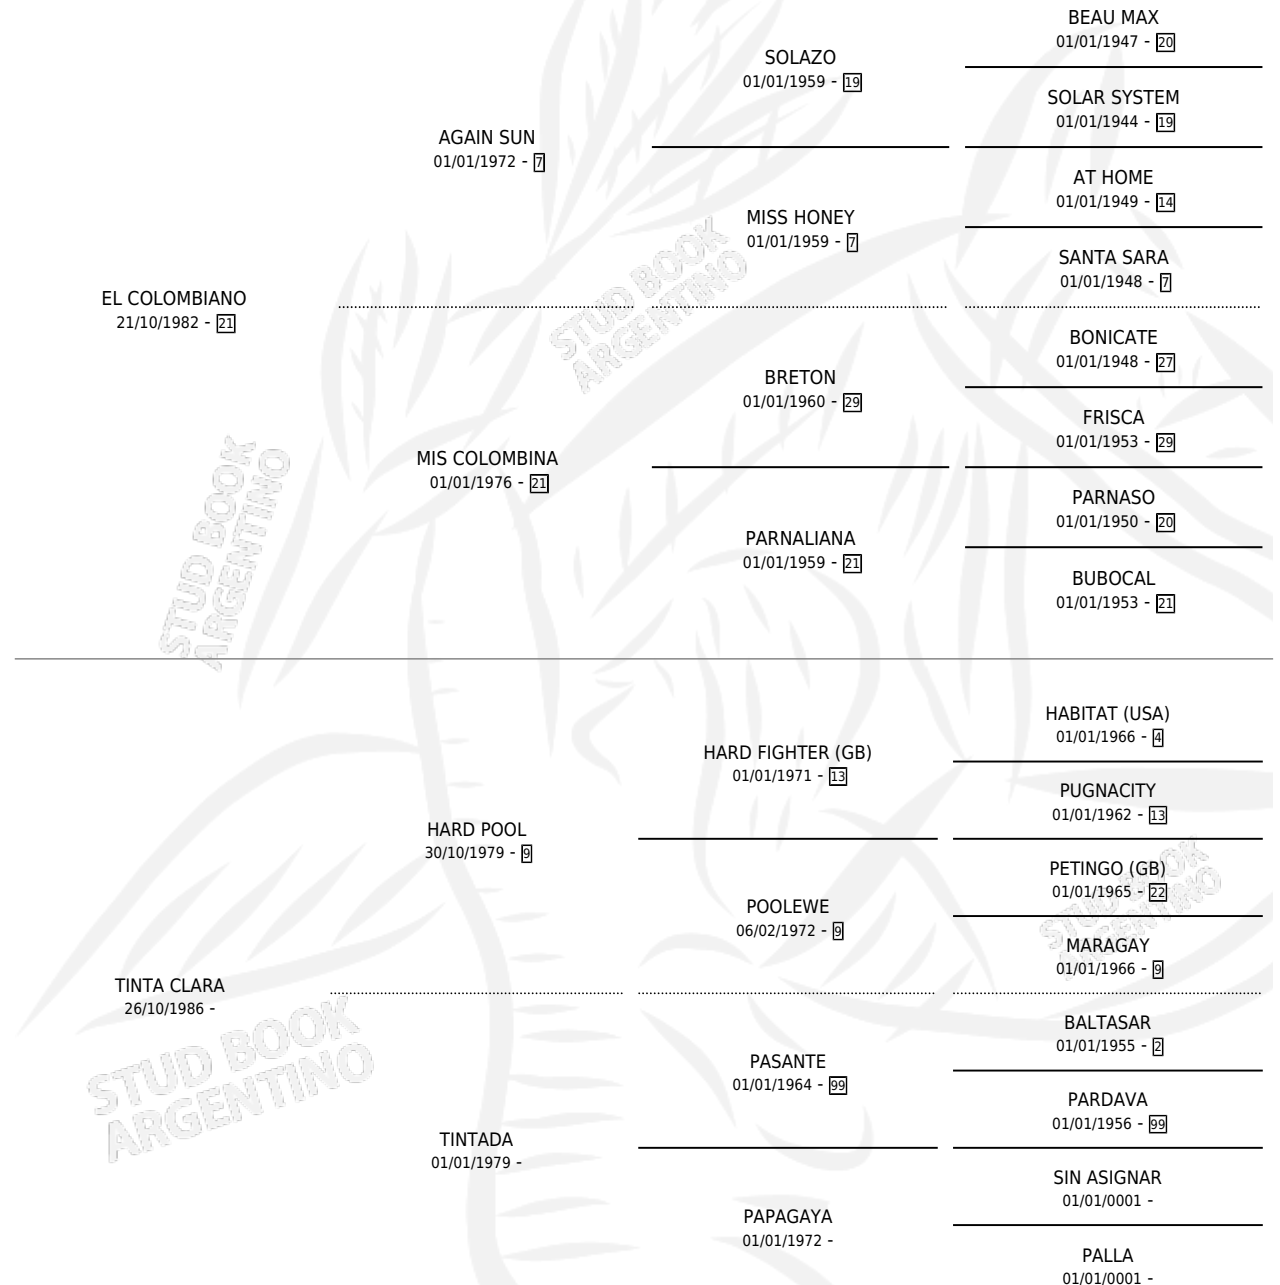 BEAU MAX
01/01/1947 - 20
SOLAZO
01/01/1959 - 19
SOLAR SYSTEM
01/01/1944 - 19
AGAIN SUN
01/01/1972 - 7
AT HOME
01/01/1949 - 14
MISS HONEY
01/01/1959 - 7
SANTA SARA
01/01/1948 - 7
EL COLOMBIANO
21/10/1982 - 21
BONICATE
01/01/1948 - 27
BRETON
01/01/1960 - 29
FRISCA
01/01/1953 - 29
MIS COLOMBINA
01/01/1976 - 21
PARNASO
01/01/1950 - 20
PARNALIANA
01/01/1959 - 21
BUBOCAL
01/01/1953 - 21
HABITAT (USA)
01/01/1966 - 4
HARD FIGHTER (GB)
01/01/1971 - 13
PUGNACITY
01/01/1962 - 13
HARD POOL
30/10/1979 - 9
PETINGO (GB)
01/01/1965 - 22
POOLEWE
06/02/1972 - 9
MARAGAY
01/01/1966 - 9
TINTA CLARA
26/10/1986 -
BALTASAR
01/01/1955 - 2
PASANTE
01/01/1964 - 99
PARDAVA
01/01/1956 - 99
TINTADA
01/01/1979 -
SIN ASIGNAR
01/01/0001 -
PAPAGAYA
01/01/1972 -
PALLA
01/01/0001 -
STUD BOOK
ARGENTINO
STUD BOOK
ARGENTINO
STUD BOOK
ARGENTINO
STUD BOOK
ARGENTINO